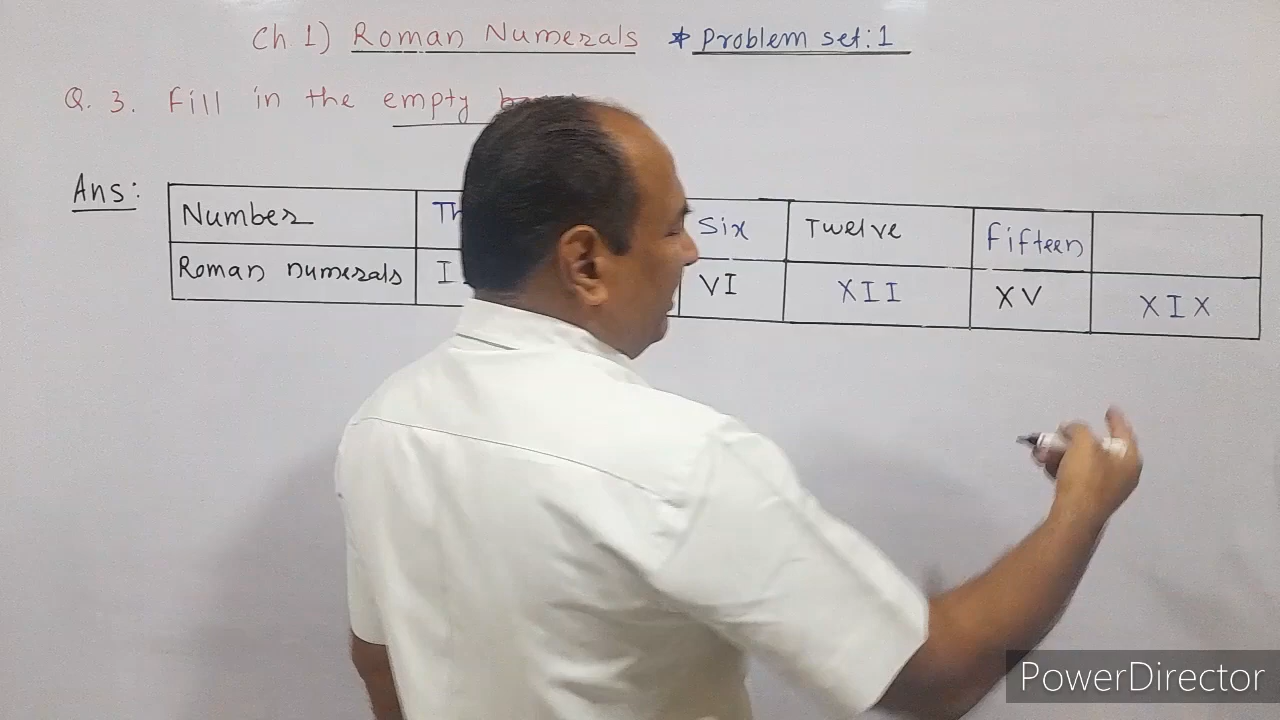 Ch 1) Roman Numerals * Problem set:1
Q. 3. Fill in the empty
Ans:
Number Six Twelve Fifteen
Roman numerals VI XII XV XIX
PowerDirector